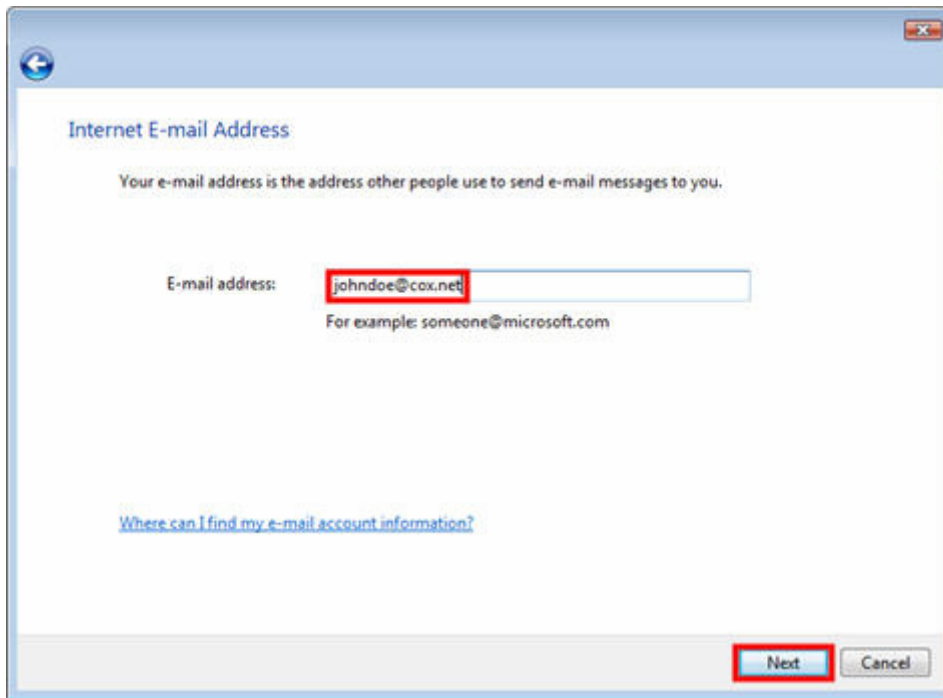 Internet E-mail Address
Your e-mail address is the address other people use to send e-mail messages to you.
E-mail address: johndoe@cox.net
For example: someone@microsoft.com
Where can I find my e-mail account information?
Next Cancel